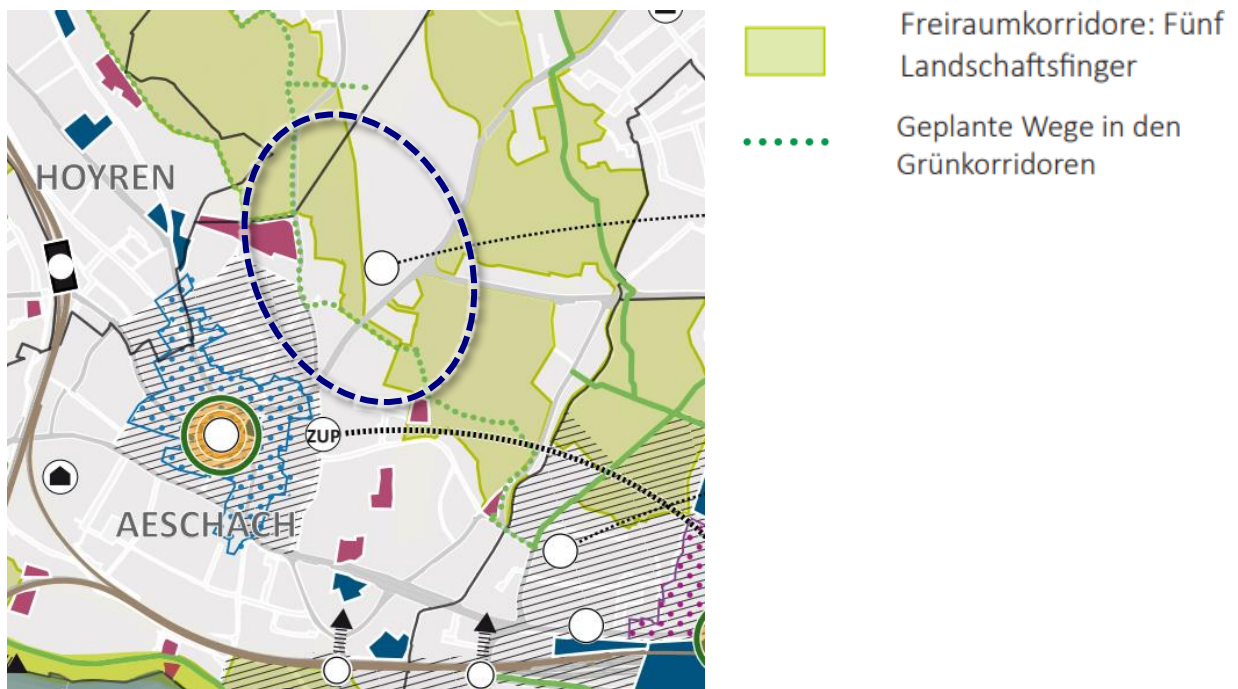 HOYREN
ZUP
AESCHACH
Freiraumkorridore: Fünf
Landschaftsfinger
Geplante Wege in den
Grünkorridoren